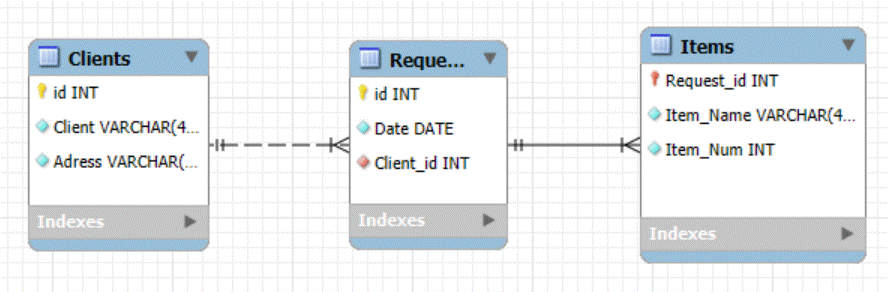 Clients
id INT
Client VARCHAR(4...
Adress VARCHAR(...
Indexes
Reque...
id INT
Date DATE
Client_id INT
Indexes
Items
Request_id INT
Item_Name VARCHAR(4...
Item_Num INT
Indexes